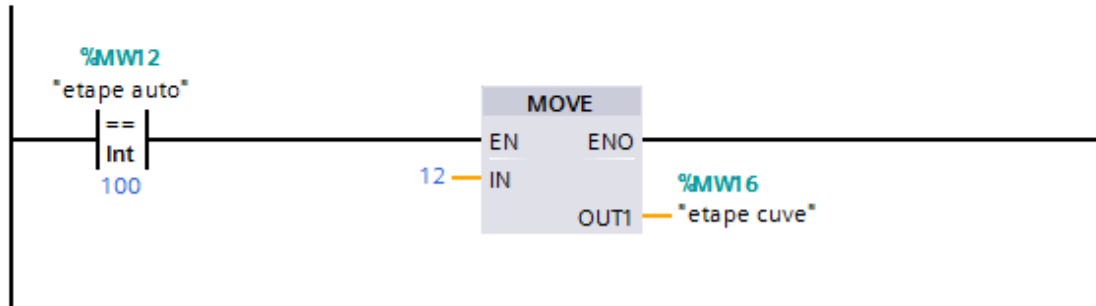 %MW12
"etape auto"
==
Int
100
MOVE
EN ENO
12 IN
%MW16
OUT1 "etape cuve"